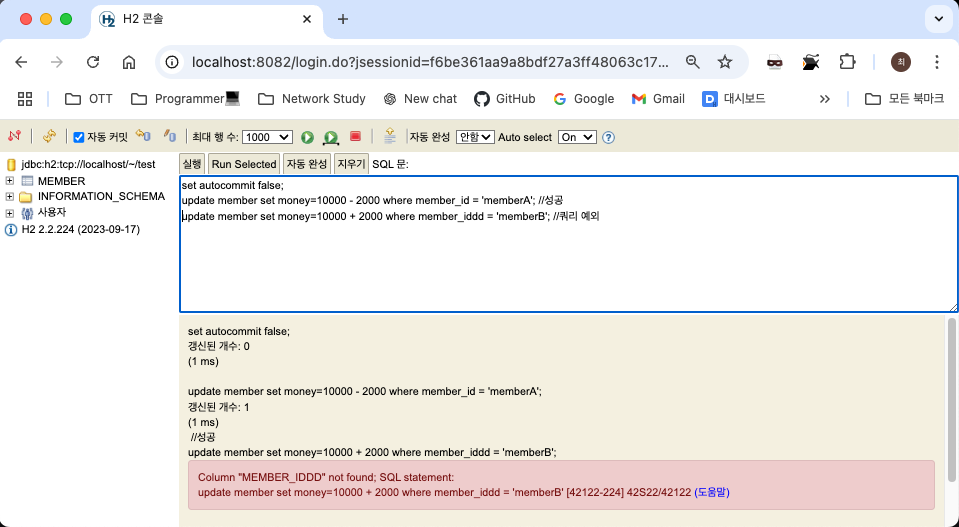 H2 콘솔
localhost:8082/login.do?jsessionid=f6be361aa9a8bdf27a3ff48063c17...
최
OTT
Programmer
Network Study
New chat
GitHub
Google
Gmail
대시보드
모든 북마크
자동 커밋
최대 행 수: 1000
자동 완성 안함 Auto select On
jdbc:h2:tcp://localhost/~/test
MEMBER
INFORMATION_SCHEMA
사용자
H2 2.2.224 (2023-09-17)
실행 Run Selected 자동 완성 지우기 SQL 문:
set autocommit false;
update member set money=10000 - 2000 where member_id = 'memberA'; //성공
update member set money=10000 + 2000 where member_iddd = 'memberB'; //쿼리 예외
set autocommit false;
갱신된 개수: 0
(1 ms)
update member set money=10000 - 2000 where member_id = 'memberA';
갱신된 개수: 1
(1 ms)
//성공
update member set money=10000 + 2000 where member_iddd = 'memberB';
Column "MEMBER_IDDD" not found; SQL statement:
update member set money=10000 + 2000 where member_iddd = 'memberB' [42122-224] 42S22/42122 (도움말)